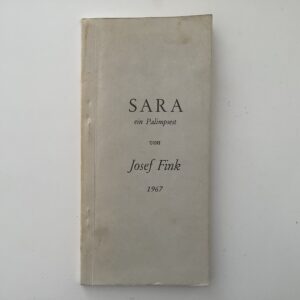 SARA
ein Palimpsest
von
Josef Fink
1967